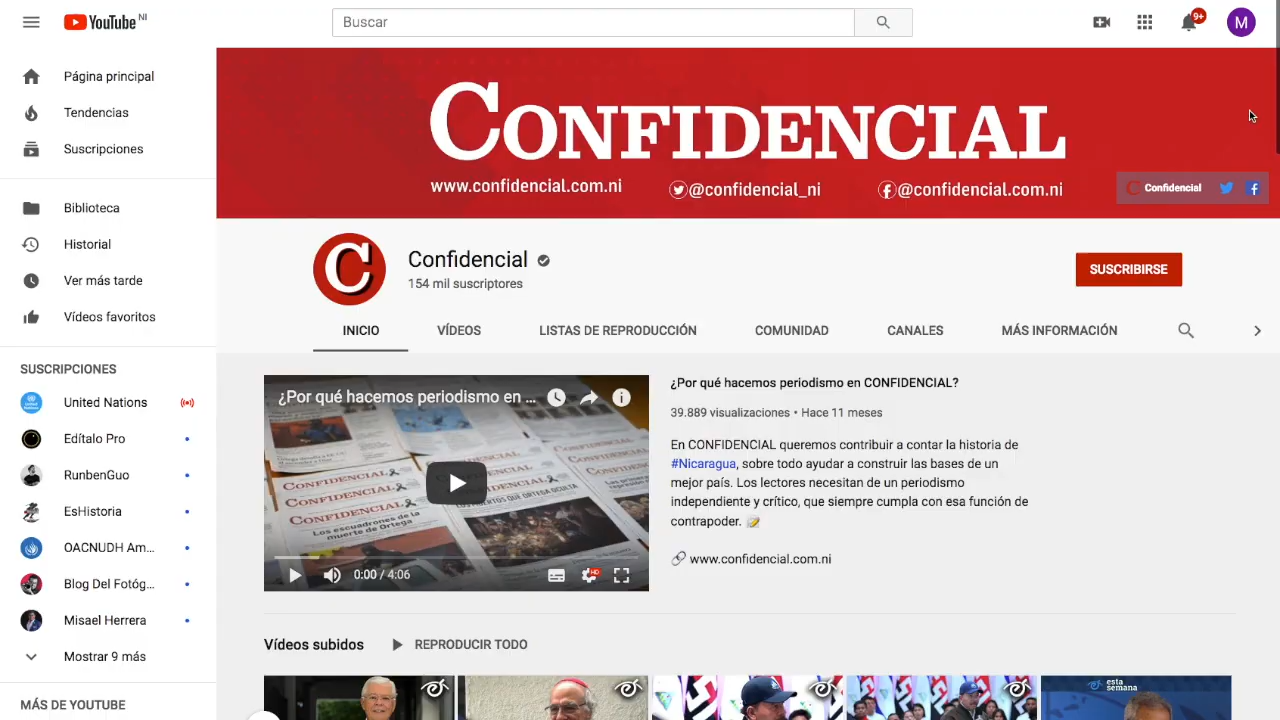 YouTube NI
Buscar
9+
M
Página principal
Tendencias
Suscripciones
Biblioteca
Historial
Ver más tarde
Vídeos favoritos
SUSCRIPCIONES
United Nations
Edítalo Pro
RunbenGuo
EsHistoria
OACNUDH Am...
Blog Del Fotóg...
Misael Herrera
Mostrar 9 más
MÁS DE YOUTUBE
CONFIDENCIAL
www.confidencial.com.ni
@confidencial_ni
@confidencial.com.ni
Confidencial
C
Confidencial
154 mil suscriptores
SUSCRIBIRSE
INICIO
VÍDEOS
LISTAS DE REPRODUCCIÓN
COMUNIDAD
CANALES
MÁS INFORMACIÓN
¿Por qué hacemos periodismo en ...
CONFIDENCIAL
CONFIDENCIAL
CONFIDENCIAL
Los escuadrones de la
muerte de Ortega
0:00 / 4:06
HD
¿Por qué hacemos periodismo en CONFIDENCIAL?
39.889 visualizaciones • Hace 11 meses
En CONFIDENCIAL queremos contribuir a contar la historia de
#Nicaragua, sobre todo ayudar a construir las bases de un
mejor país. Los lectores necesitan de un periodismo
independiente y crítico, que siempre cumpla con esa función de
contrapoder. 📝
🔗 www.confidencial.com.ni
Vídeos subidos
REPRODUCIR TODO
esta
semana